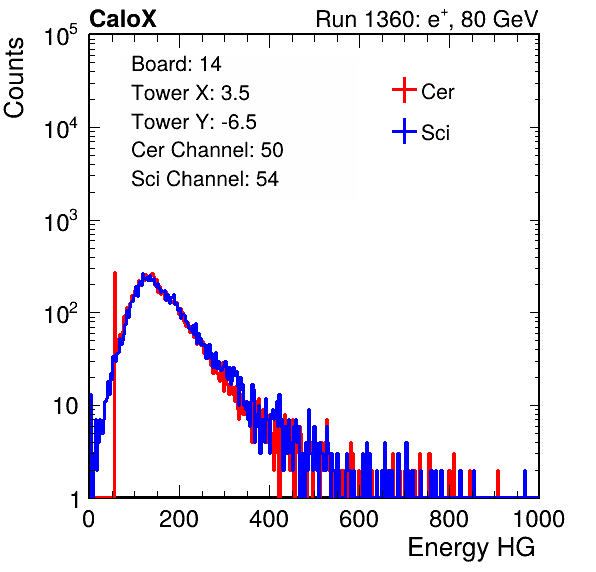 CaloX Run 1360: e⁺, 80 GeV
Counts
Board: 14
Tower X: 3.5
Tower Y: -6.5
Cer Channel: 50
Sci Channel: 54
Cer
Sci
10⁵
10⁴
10³
10²
10
1
0 200 400 600 800 1000
Energy HG